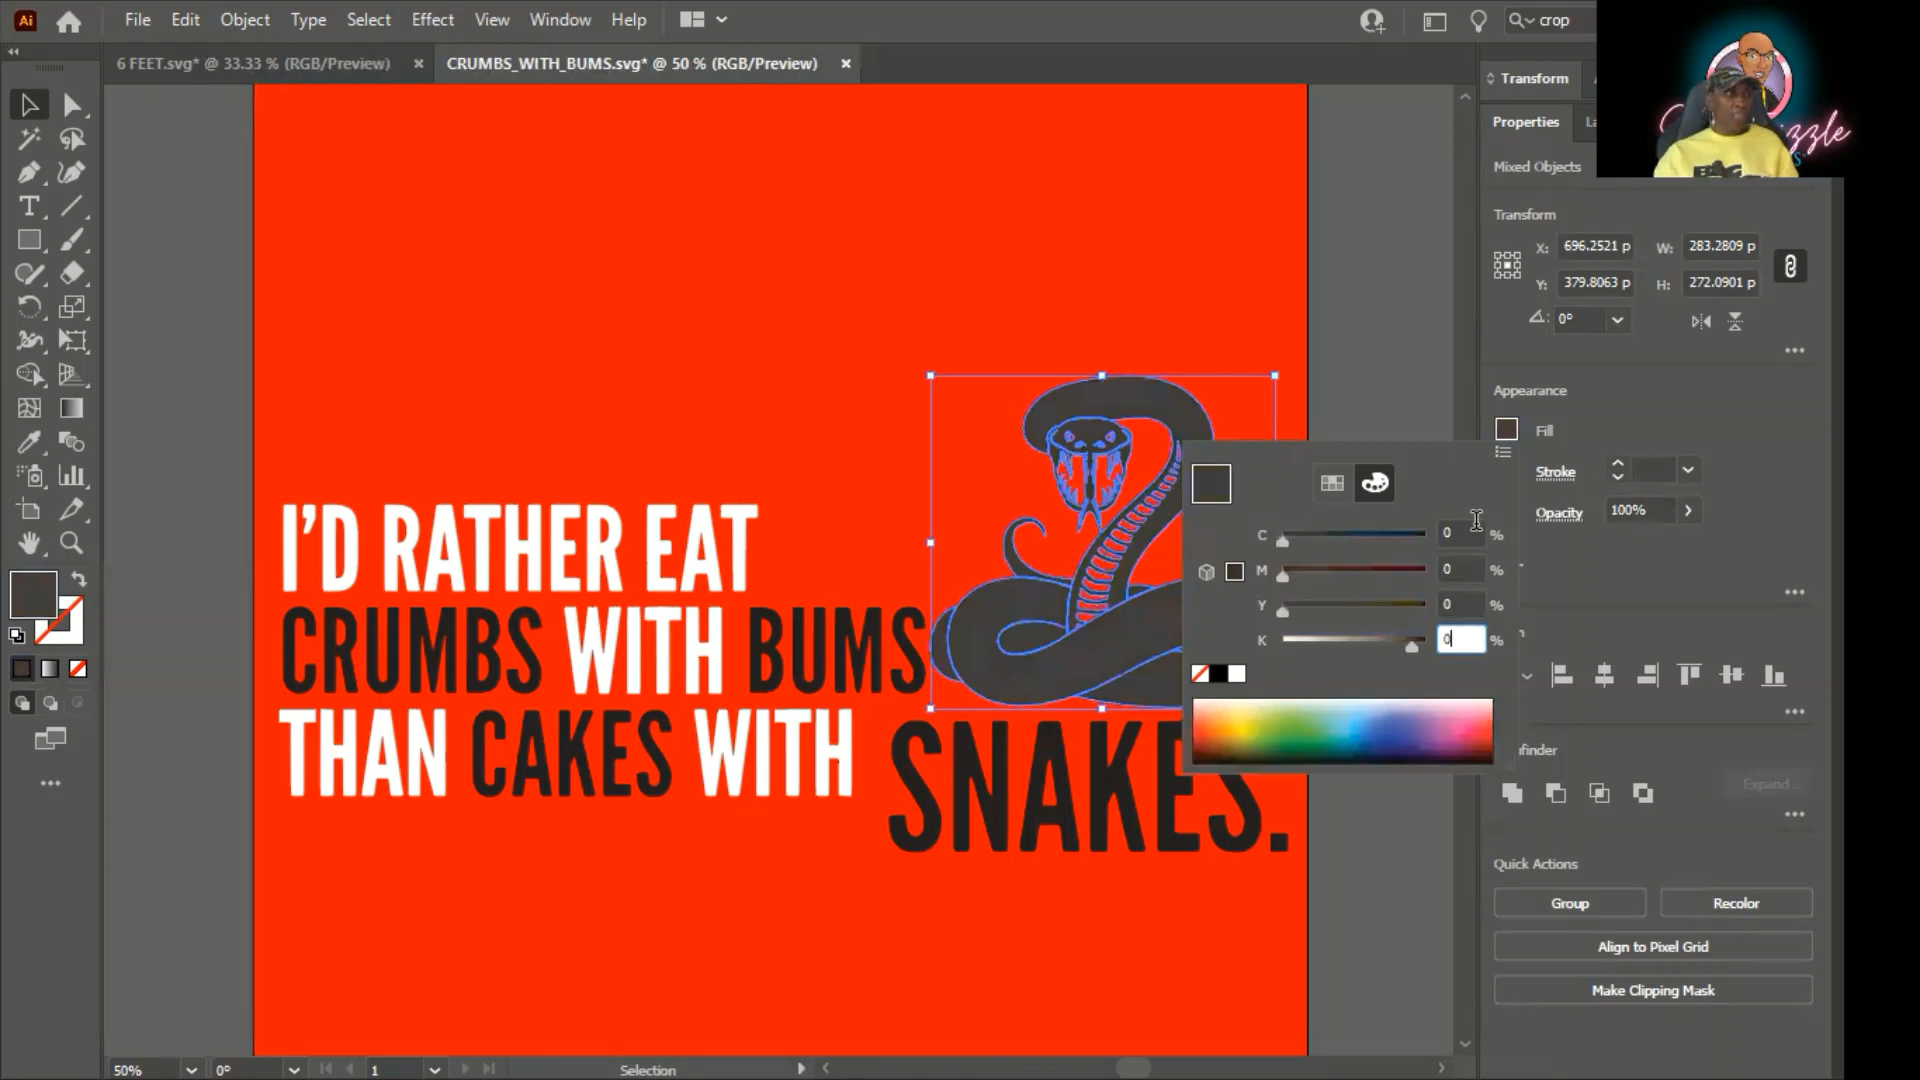 Ai File Edit Object Type Select Effect View Window Help crop
6 FEET.svg* @ 33.33 % (RGB/Preview) × CRUMBS_WITH_BUMS.svg* @ 50 % (RGB/Preview) ×
Transform
Properties
Mixed Objects
Transform
X: 696.2521 p W: 283.2809 p
Y: 379.8063 p H: 272.0901 p
0°
Appearance
Fill
Stroke
Opacity 100%
C 0 %
M 0 %
Y 0 %
K 0 %
I'D RATHER EAT
CRUMBS WITH BUMS
THAN CAKES WITH
SNAKES.
finder
Expand
Quick Actions
Group Recolor
Align to Pixel Grid
Make Clipping Mask
50% 0° 1 Selection